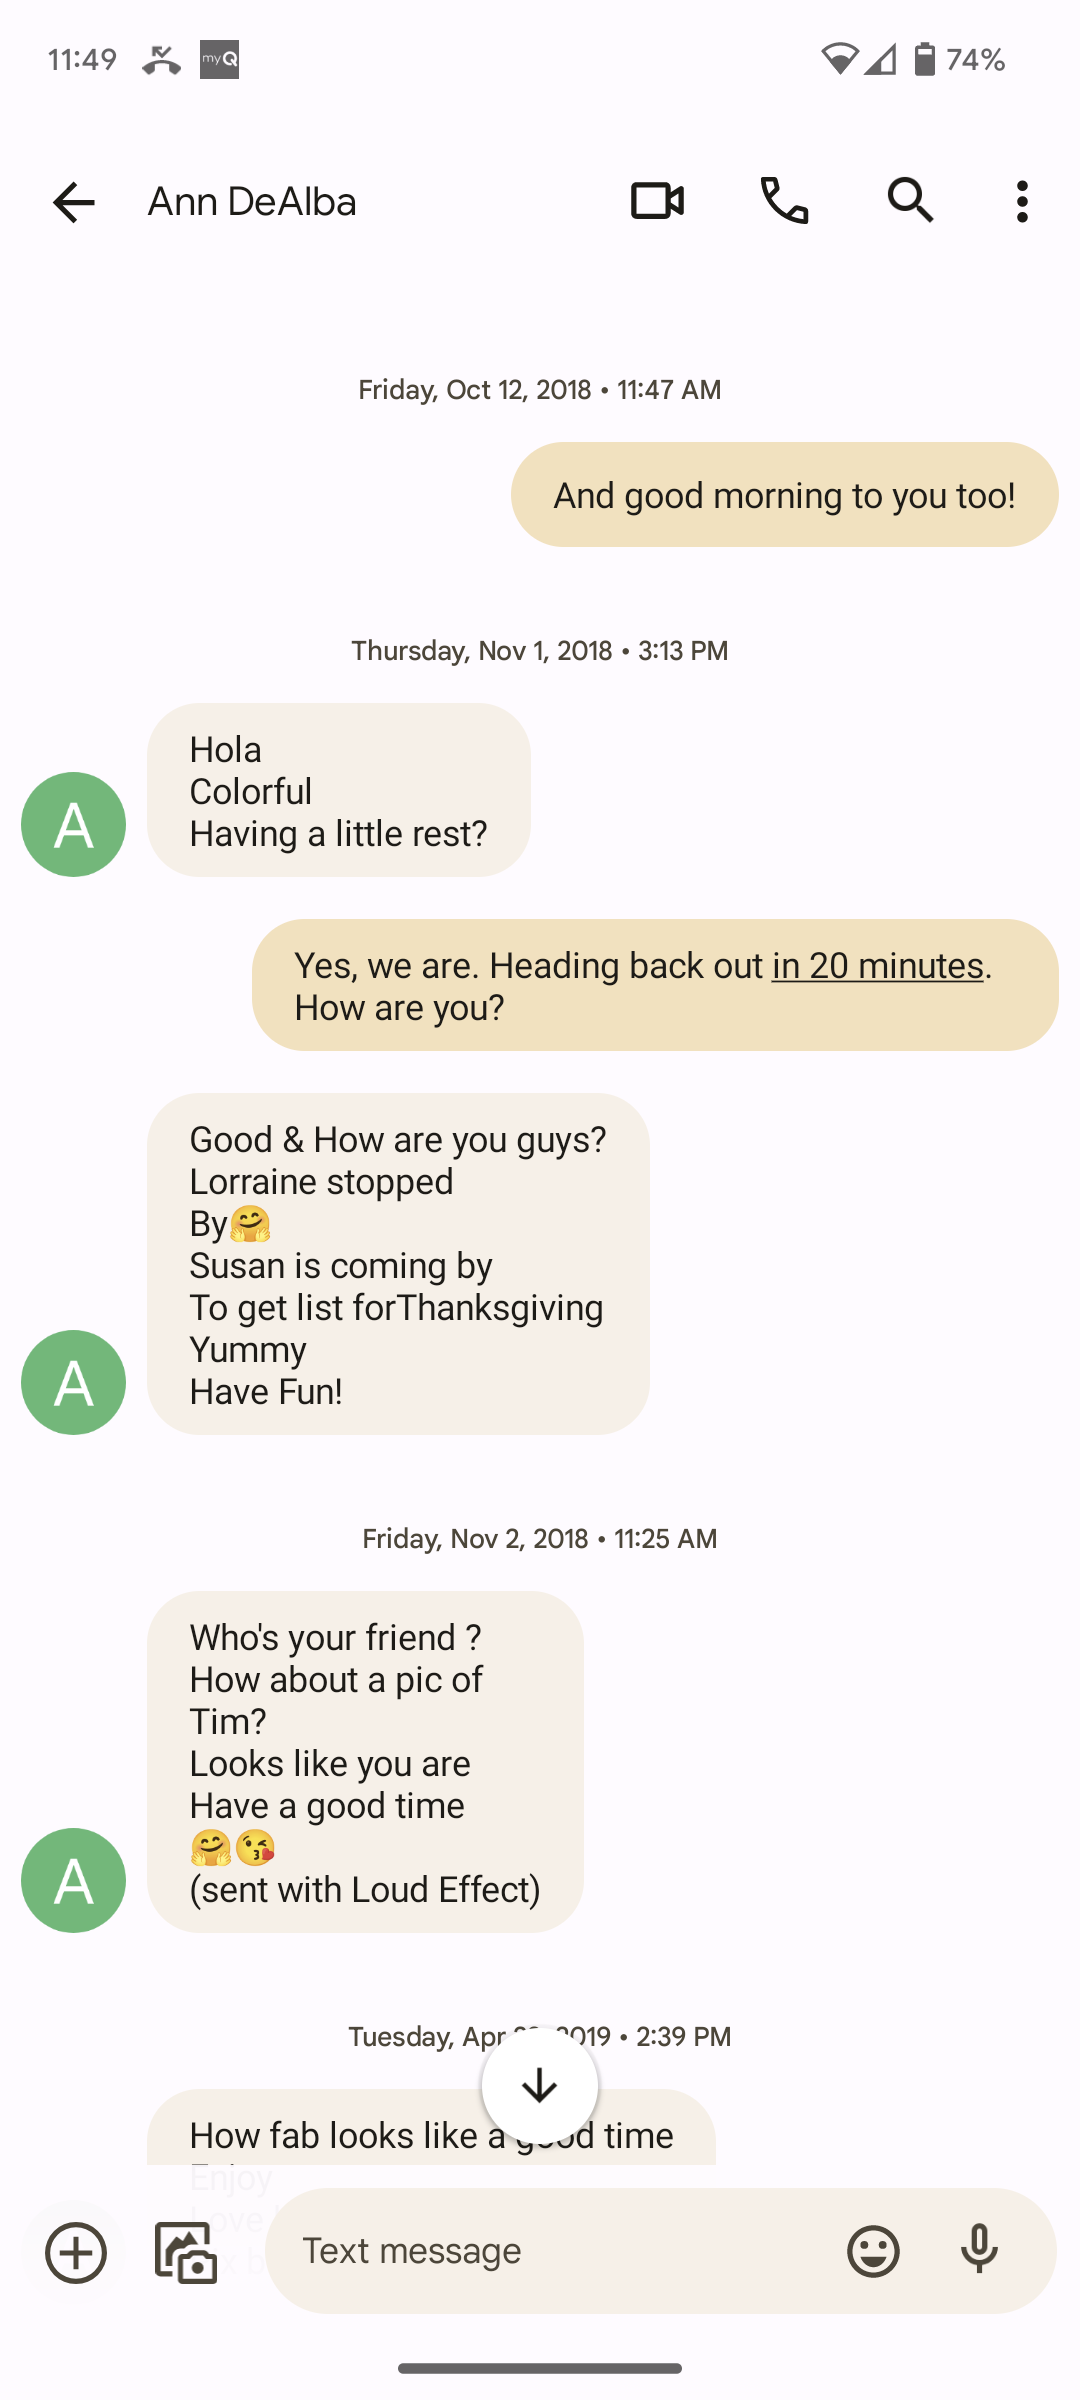 11:49 myQ 74%
Ann DeAlba
Friday, Oct 12, 2018 • 11:47 AM
And good morning to you too!
Thursday, Nov 1, 2018 • 3:13 PM
Hola
Colorful
A Having a little rest?
Yes, we are. Heading back out in 20 minutes.
How are you?
Good & How are you guys?
Lorraine stopped
By🤗
Susan is coming by
To get list forThanksgiving
Yummy
A Have Fun!
Friday, Nov 2, 2018 • 11:25 AM
Who's your friend ?
How about a pic of
Tim?
Looks like you are
Have a good time
🤗😘
A (sent with Loud Effect)
Tuesday, Apr 2019 • 2:39 PM
How fab looks like a good time
Enjoy
Love
Text message